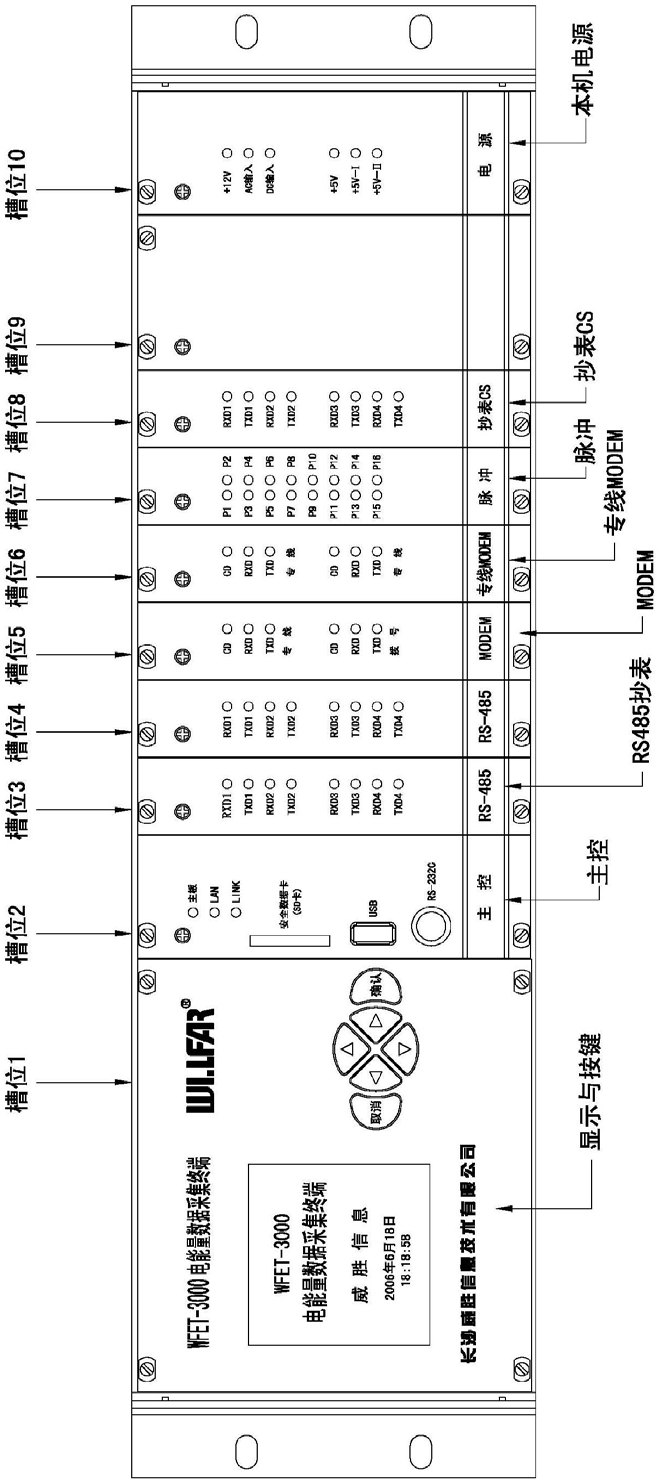 槽位1
槽位2
槽位3
槽位4
槽位5
槽位6
槽位7
槽位8
槽位9
槽位10
WFET-3000 电能量数据采集终端
WILLFAR®
WFET-3000
电能量数据采集终端
威 胜 信 息
2006年6月18日
18:18:58
取消
确认
长沙威胜信息技术有限公司
主板
LAN
LINK
安全数据卡
(SD卡)
USB
RS-232C
主 控
RXD1
TXD1
RXD2
TXD2
RXD3
TXD3
RXD4
TXD4
RS-485
RXD1
TXD1
RXD2
TXD2
RXD3
TXD3
RXD4
TXD4
RS-485
CD
RXD
TXD
专 线
CD
RXD
TXD
拨 号
MODEM
CD
RXD
TXD
专 线
CD
RXD
TXD
专 线
专线MODEM
P1 P2
P3 P4
P5 P6
P7 P8
P9 P10
P11 P12
P13 P14
P15 P16
脉 冲
RXD1
TXD1
RXD2
TXD2
RXD3
TXD3
RXD4
TXD4
抄表CS
+12V
AC输入
DC输入
+5V
+5V-I
+5V-II
电 源
显示与按键
主控
RS485抄表
MODEM
专线MODEM
脉冲
抄表CS
本机电源